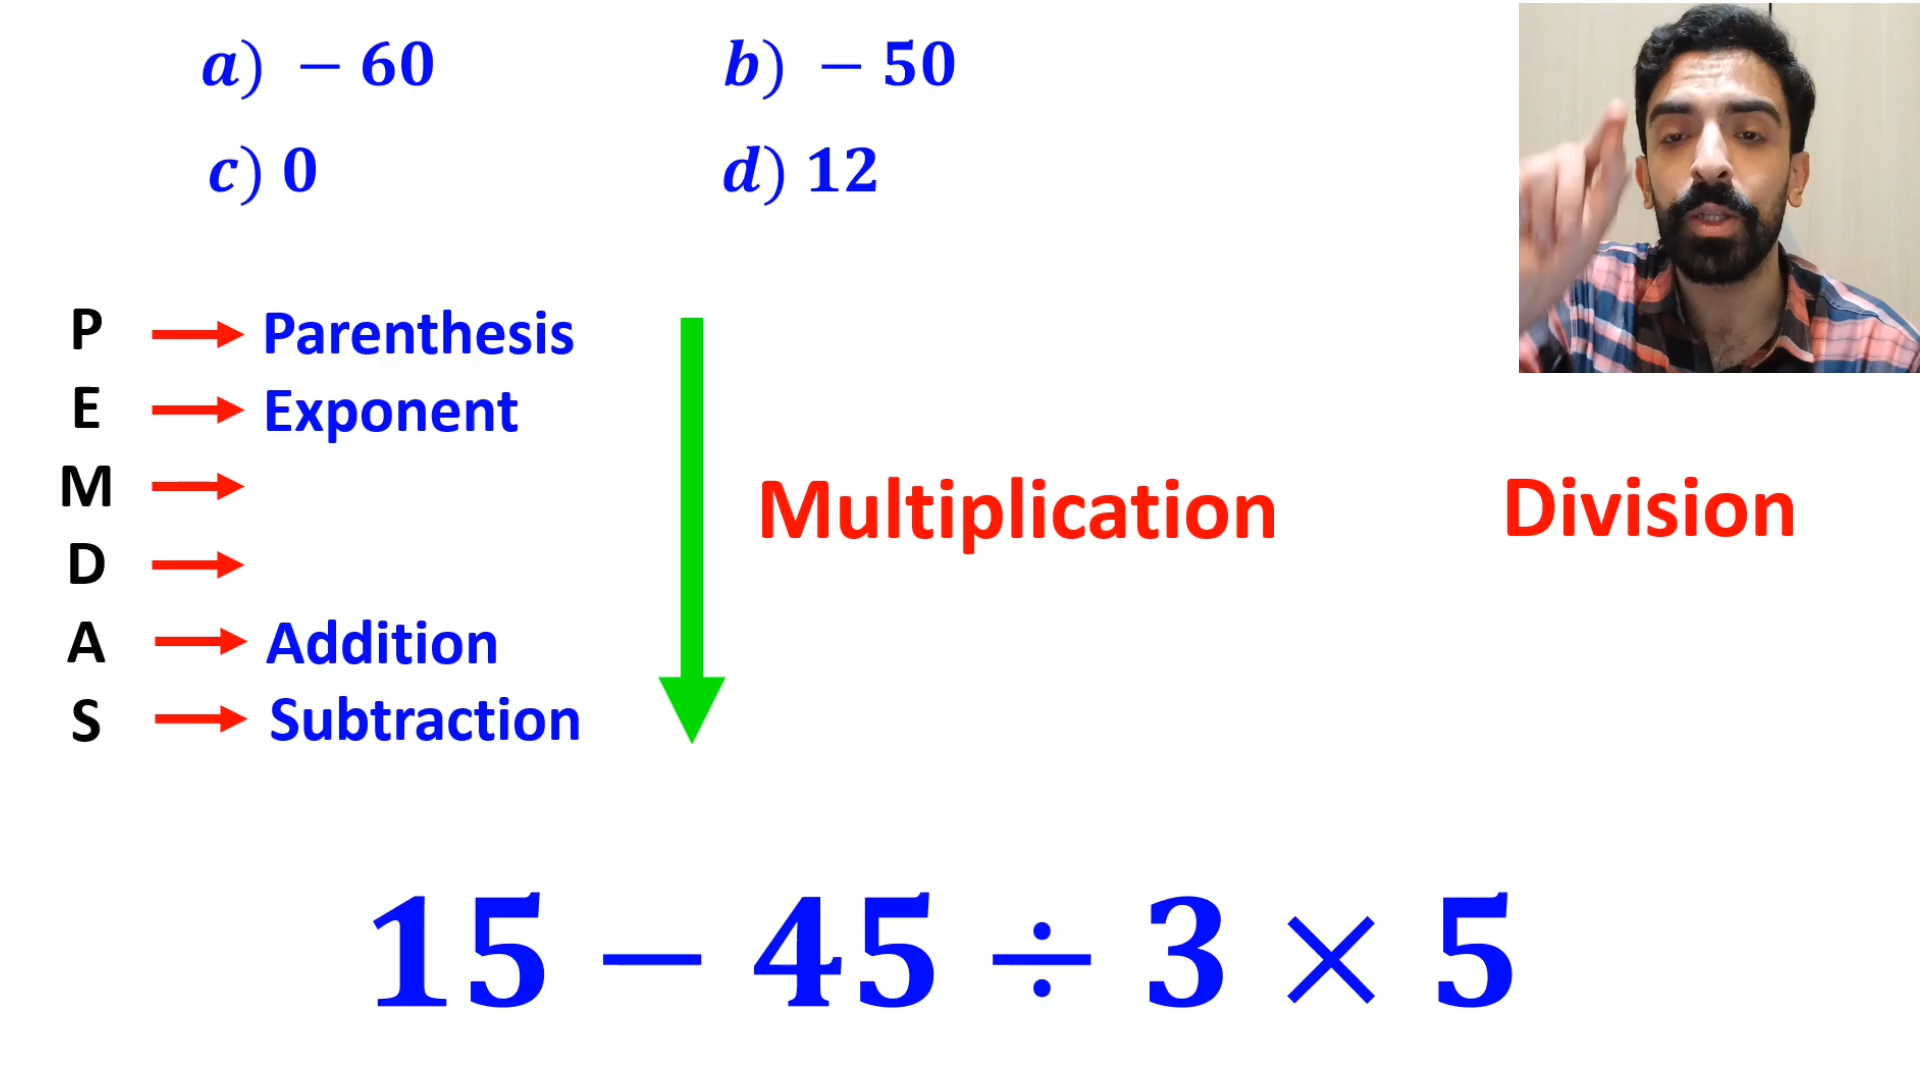 a) − 60 b) − 50
c) 0 d) 12
P Parenthesis
E Exponent
M
Multiplication Division
D
A Addition
S Subtraction
15 − 45 ÷ 3 × 5